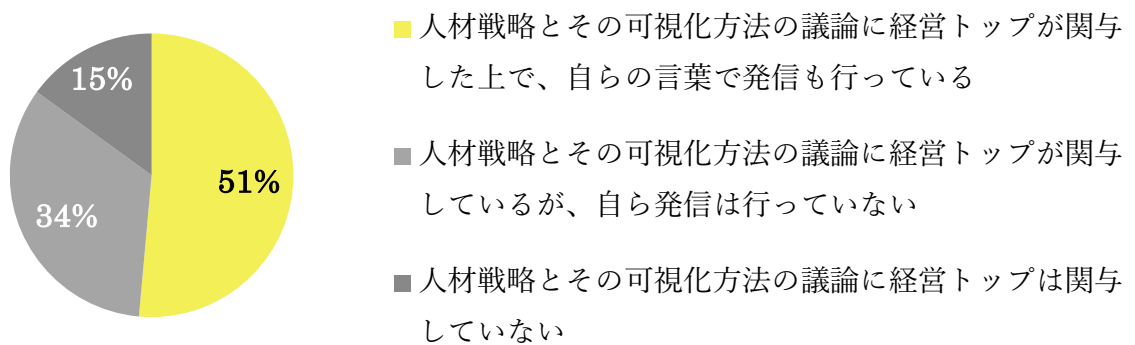 人材戦略とその可視化方法の議論に経営トップが関与
した上で、自らの言葉で発信も行っている
15%
51%
34%
人材戦略とその可視化方法の議論に経営トップが関与
しているが、自ら発信は行っていない
人材戦略とその可視化方法の議論に経営トップは関与
していない